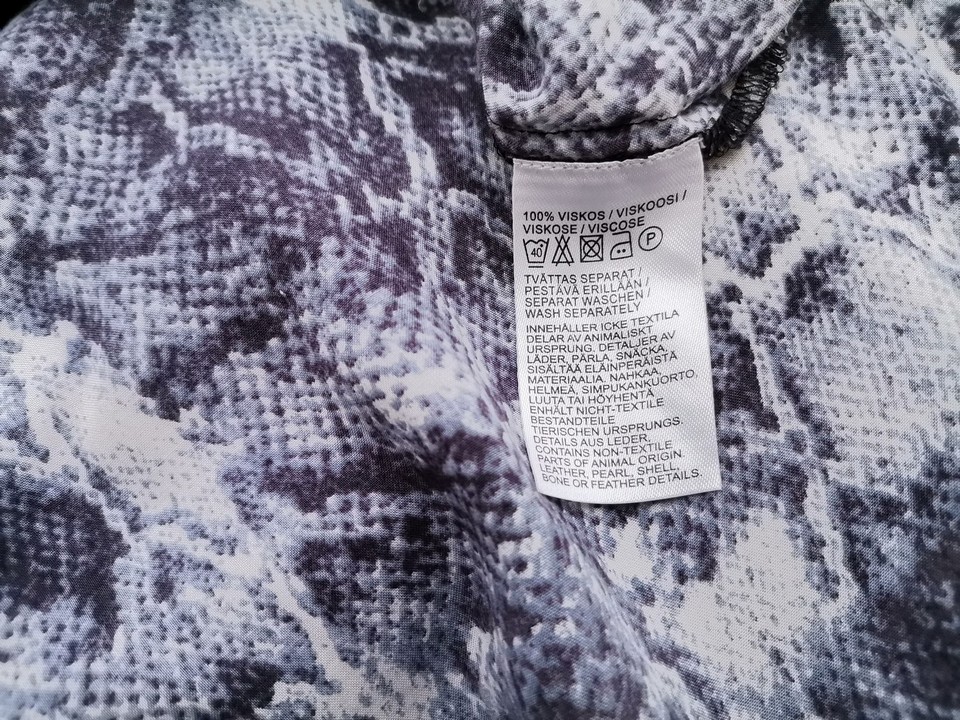 100% VISKOS / VISKOOSI /
VISKOSE / VISCOSE
40 P
TVÄTTAS SEPARAT /
PESTÄVÄ ERILLÄÄN /
SEPARAT WASCHEN /
WASH SEPARATELY
INNEHÅLLER ICKE TEXTILA
DELAR AV ANIMALISKT
URSPRUNG. DETALJER AV
LÄDER, PÄRLA, SNÄCKA,
SISÄLTÄÄ ELÄINPERÄISTÄ
MATERIAALIA. NAHKAA,
HELMEÄ, SIMPUKANKUORTO,
LUUTA TAI HÖYHENTÄ
ENHÄLT NICHT-TEXTILE
BESTANDTEILE
TIERISCHEN URSPRUNGS.
DETAILS AUS LEDER,
CONTAINS NON-TEXTILE
PARTS OF ANIMAL ORIGIN.
LEATHER, PEARL, SHELL,
BONE OR FEATHER DETAILS.